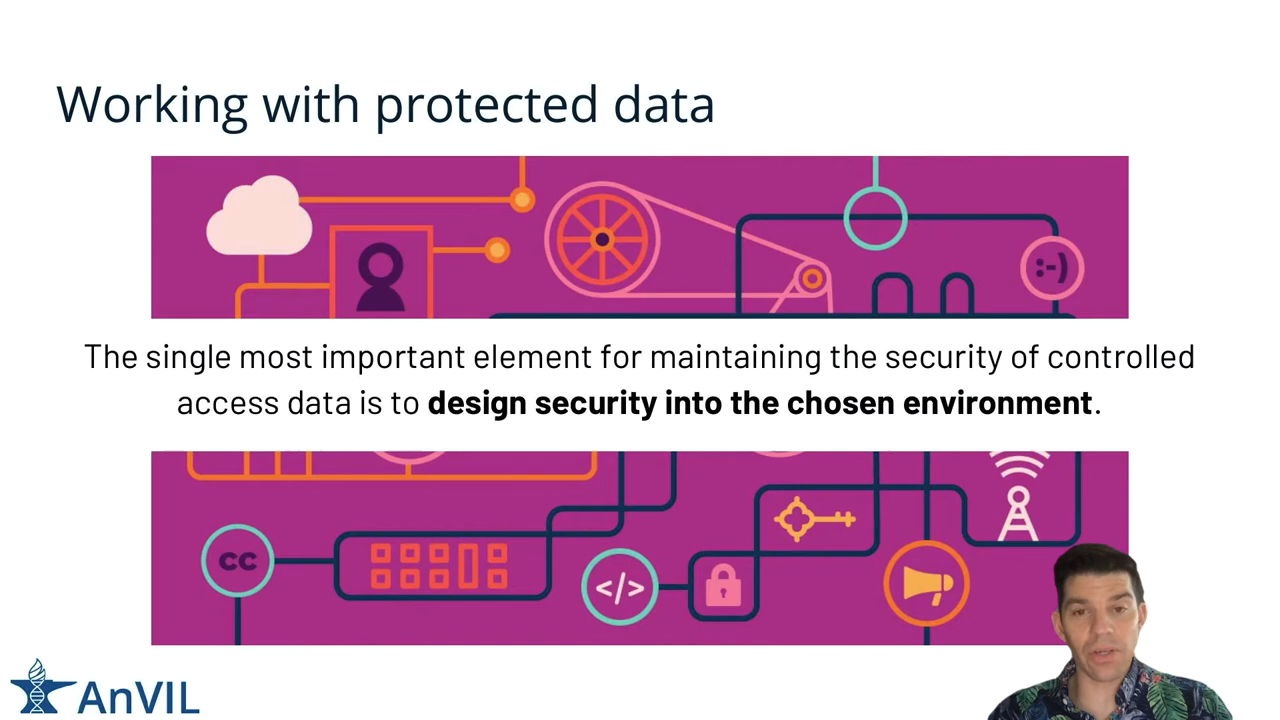 Working with protected data
:-)
The single most important element for maintaining the security of controlled
access data is to design security into the chosen environment.
cc
</>
AnVIL